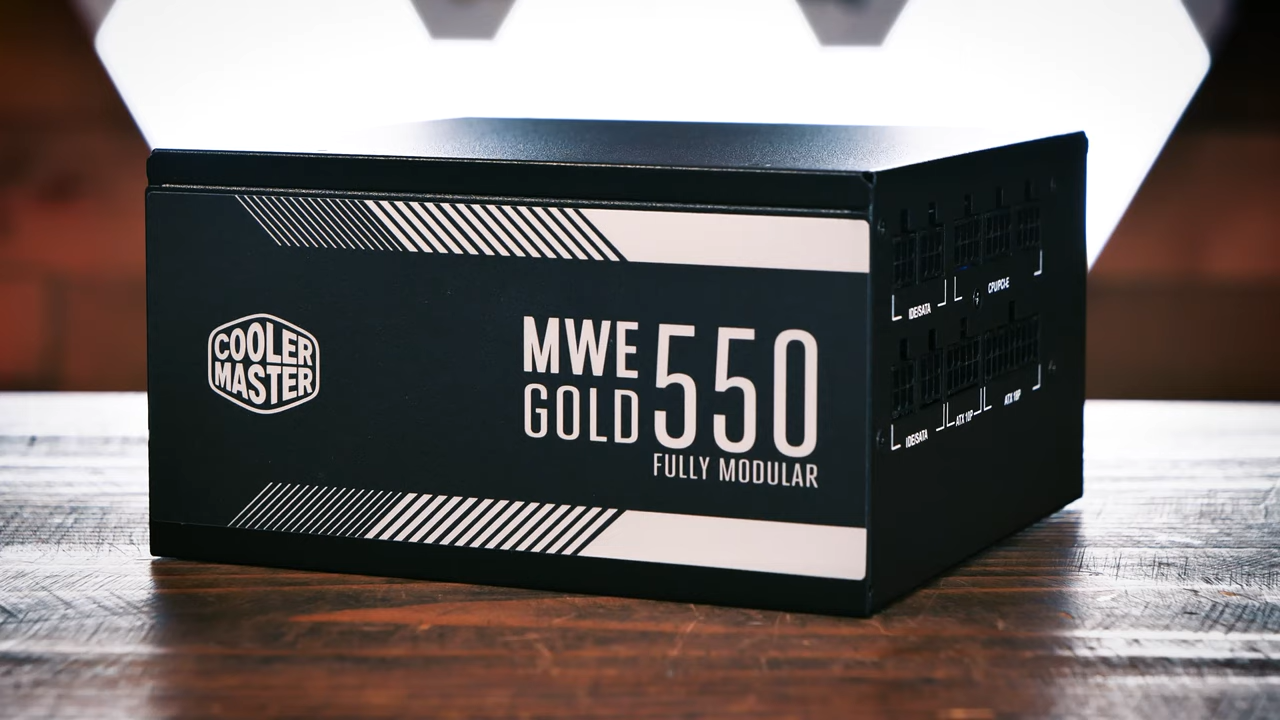 COOLER
MASTER
MWE
GOLD
550
FULLY MODULAR
IDE/SATA
CPU/PCI-E
IDE/SATA
ATX 10P
ATX 18P